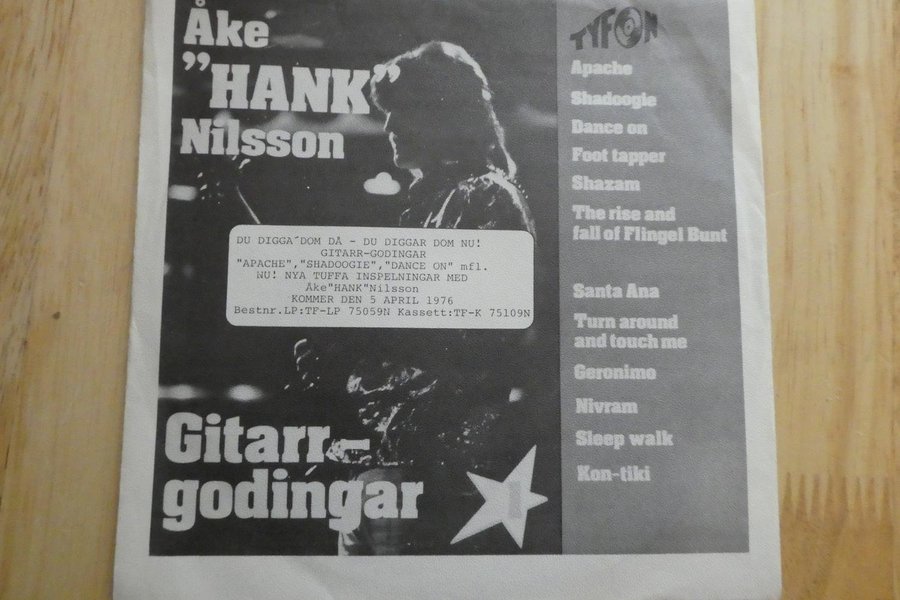 Åke
"HANK"
Nilsson
DU DIGGA´DOM DÅ - DU DIGGAR DOM NU!
GITARR-GODINGAR
"APACHE","SHADOOGIE","DANCE ON" mfl.
NU! NYA TUFFA INSPELNINGAR MED
Åke"HANK"Nilsson
KOMMER DEN 5 APRIL 1976
Bestnr.LP:TF-LP 75059N Kassett:TF-K 75109N
Gitarr-
godingar
1
TYFON
Apache
Shadoogie
Dance on
Foot tapper
Shazam
The rise and
fall of Flingel Bunt
Santa Ana
Turn around
and touch me
Geronimo
Nivram
Sleep walk
Kon-tiki